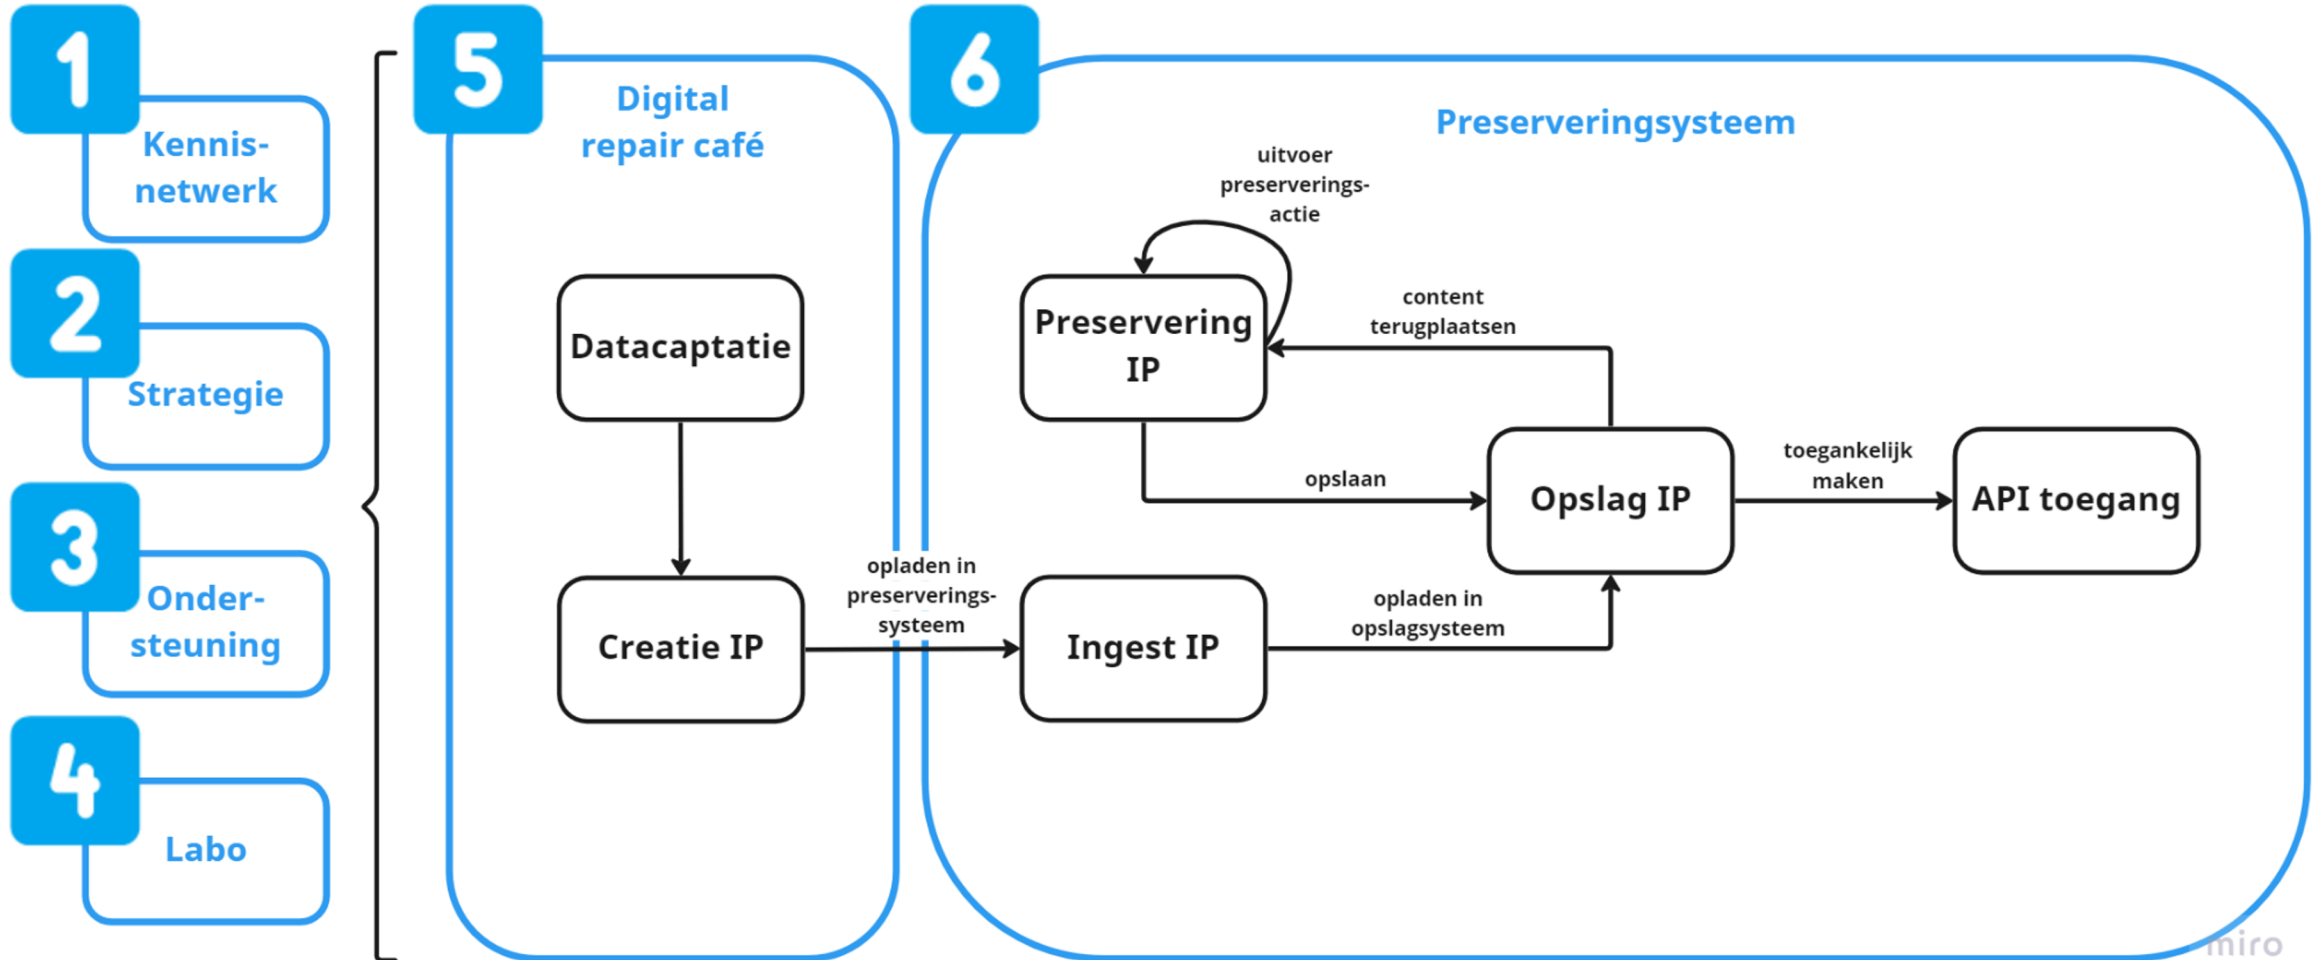 1
Kennis-
netwerk
2
Strategie
3
Onder-
steuning
4
Labo
5
Digital
repair café
Datacaptatie
Creatie IP
opladen in
preserverings-
systeem
6
Preserveringsysteem
uitvoer
preserverings-
actie
Preservering
IP
content
terugplaatsen
opslaan
Opslag IP
toegankelijk
maken
API toegang
Ingest IP
opladen in
opslagsysteem
miro